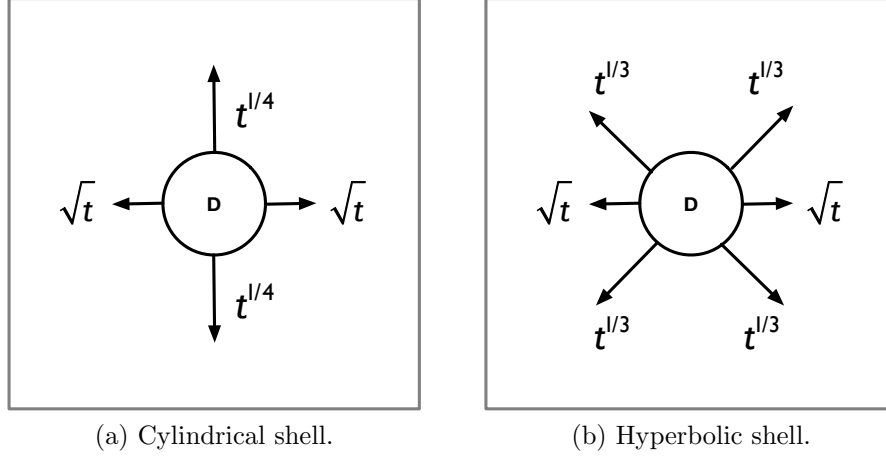 t^{1/4}
√t D √t
t^{1/4}
(a) Cylindrical shell.
t^{1/3} t^{1/3}
√t D √t
t^{1/3} t^{1/3}
(b) Hyperbolic shell.